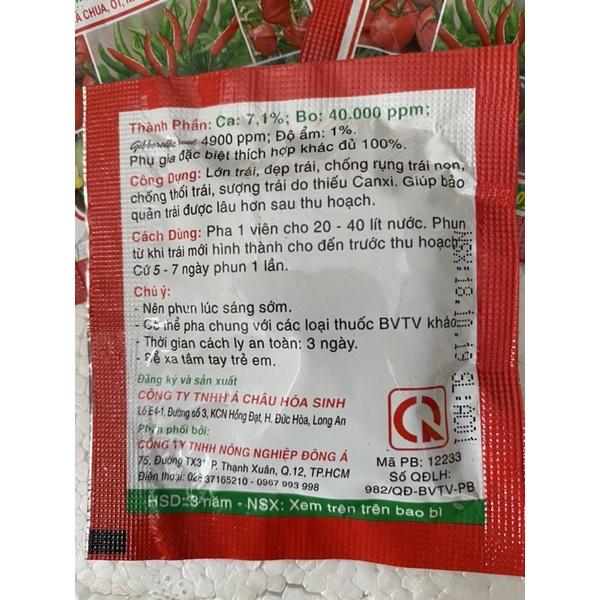 CHUA, ỚT,
Thành Phần: Ca: 7,1%; Bo: 40.000 ppm;
Gibberellic 4900 ppm; Độ ẩm: 1%.
Phụ gia đặc biệt thích hợp khác đủ 100%.
Công Dụng: Lớn trái, đẹp trái, chống rụng trái non,
chống thối trái, sượng trái do thiếu Canxi. Giúp bảo
quản trái được lâu hơn sau thu hoạch.
Cách Dùng: Pha 1 viên cho 20 - 40 lít nước. Phun
từ khi trái mới hình thành cho đến trước thu hoạch.
Cứ 5 - 7 ngày phun 1 lần.
Chú ý:
- Nên phun lúc sáng sớm.
- Có thể pha chung với các loại thuốc BVTV khác
- Thời gian cách ly an toàn: 3 ngày.
- Để xa tầm tay trẻ em.
Đăng ký và sản xuất
CÔNG TY TNHH Á CHÂU HÓA SINH
Lô E4-1, Đường số 3, KCN Hồng Đạt, H. Đức Hòa, Long An
Phân phối bởi:
CÔNG TY TNHH NÔNG NGHIỆP ĐÔNG Á
75, Đường TX31 P. Thạnh Xuân, Q.12, TP.HCM
Điện thoại: 028 37165210 - 0967 993 998
Mã PB: 12233
Số QĐLH:
982/QĐ-BVTV-PB
HSD: 3 năm - NSX: Xem trên trên bao bì